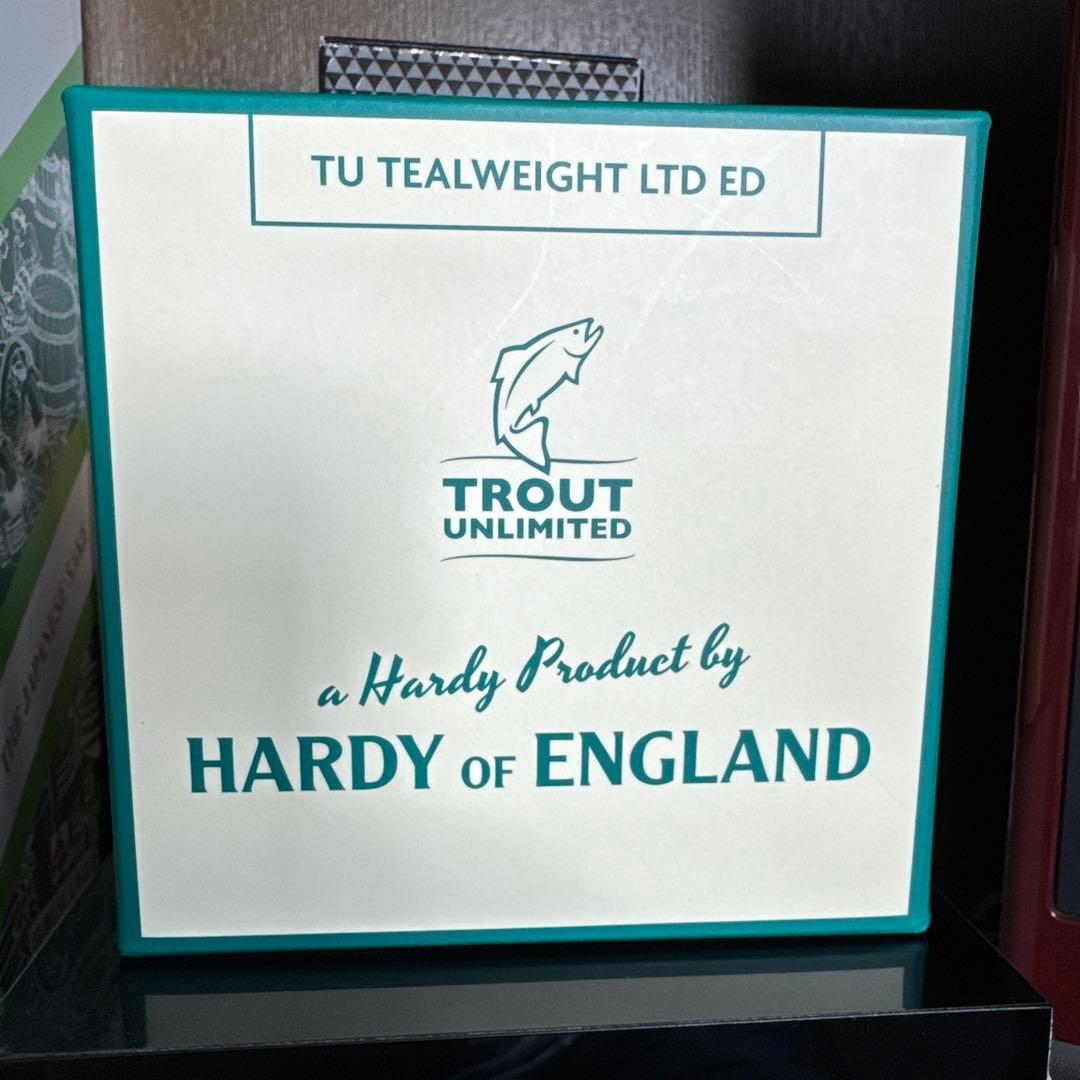 TU TEALWEIGHT LTD ED
TROUT
UNLIMITED
a Hardy Product by
HARDY OF ENGLAND